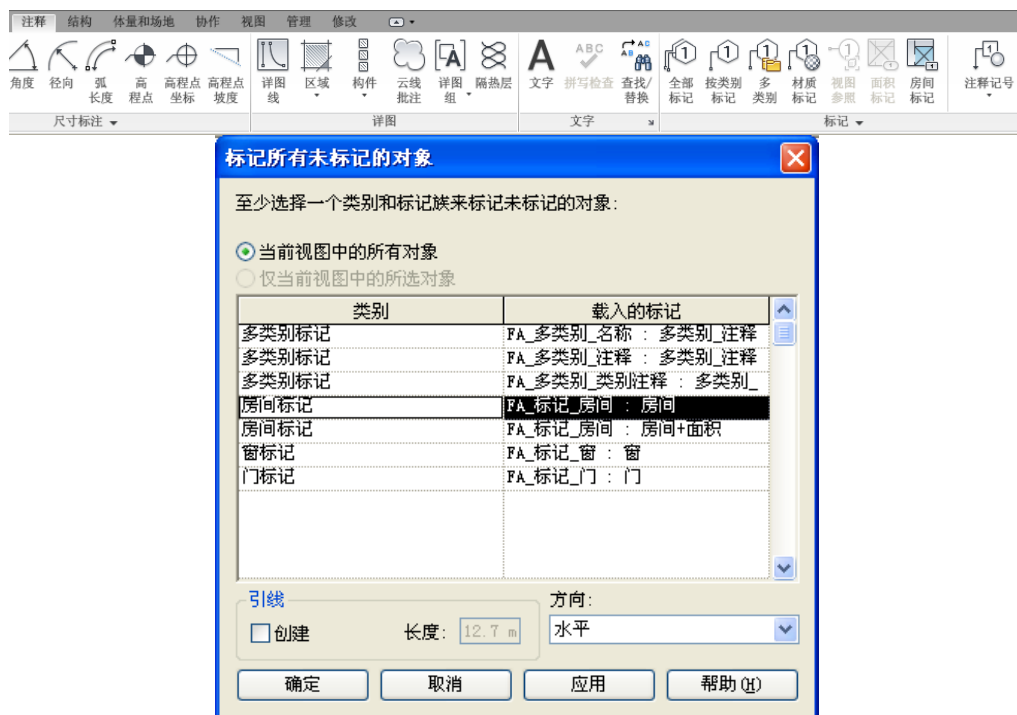 注释 结构 体量和场地 协作 视图 管理 修改
角度 径向 弧长度 高程点 高程点坐标 高程点坡度 详图线 区域 构件 云线批注 详图组 隔热层 A 文字 ABC 拼写检查 查找/替换 全部标记 按类别标记 多类别 材质标记 视图参照 面积标记 房间标记 注释记号
尺寸标注 详图 文字 标记
标记所有未标记的对象
至少选择一个类别和标记族来标记未标记的对象:
当前视图中的所有对象
仅当前视图中的所选对象
类别 载入的标记
多类别标记 FA_多类别_名称 : 多类别_注释
多类别标记 FA_多类别_注释 : 多类别_注释
多类别标记 FA_多类别_类别注释 : 多类别_
房间标记 FA_标记_房间 : 房间
房间标记 FA_标记_房间 : 房间+面积
窗标记 FA_标记_窗 : 窗
门标记 FA_标记_门 : 门
引线 方向:
创建 长度: 12.7 m 水平
确定 取消 应用 帮助(H)